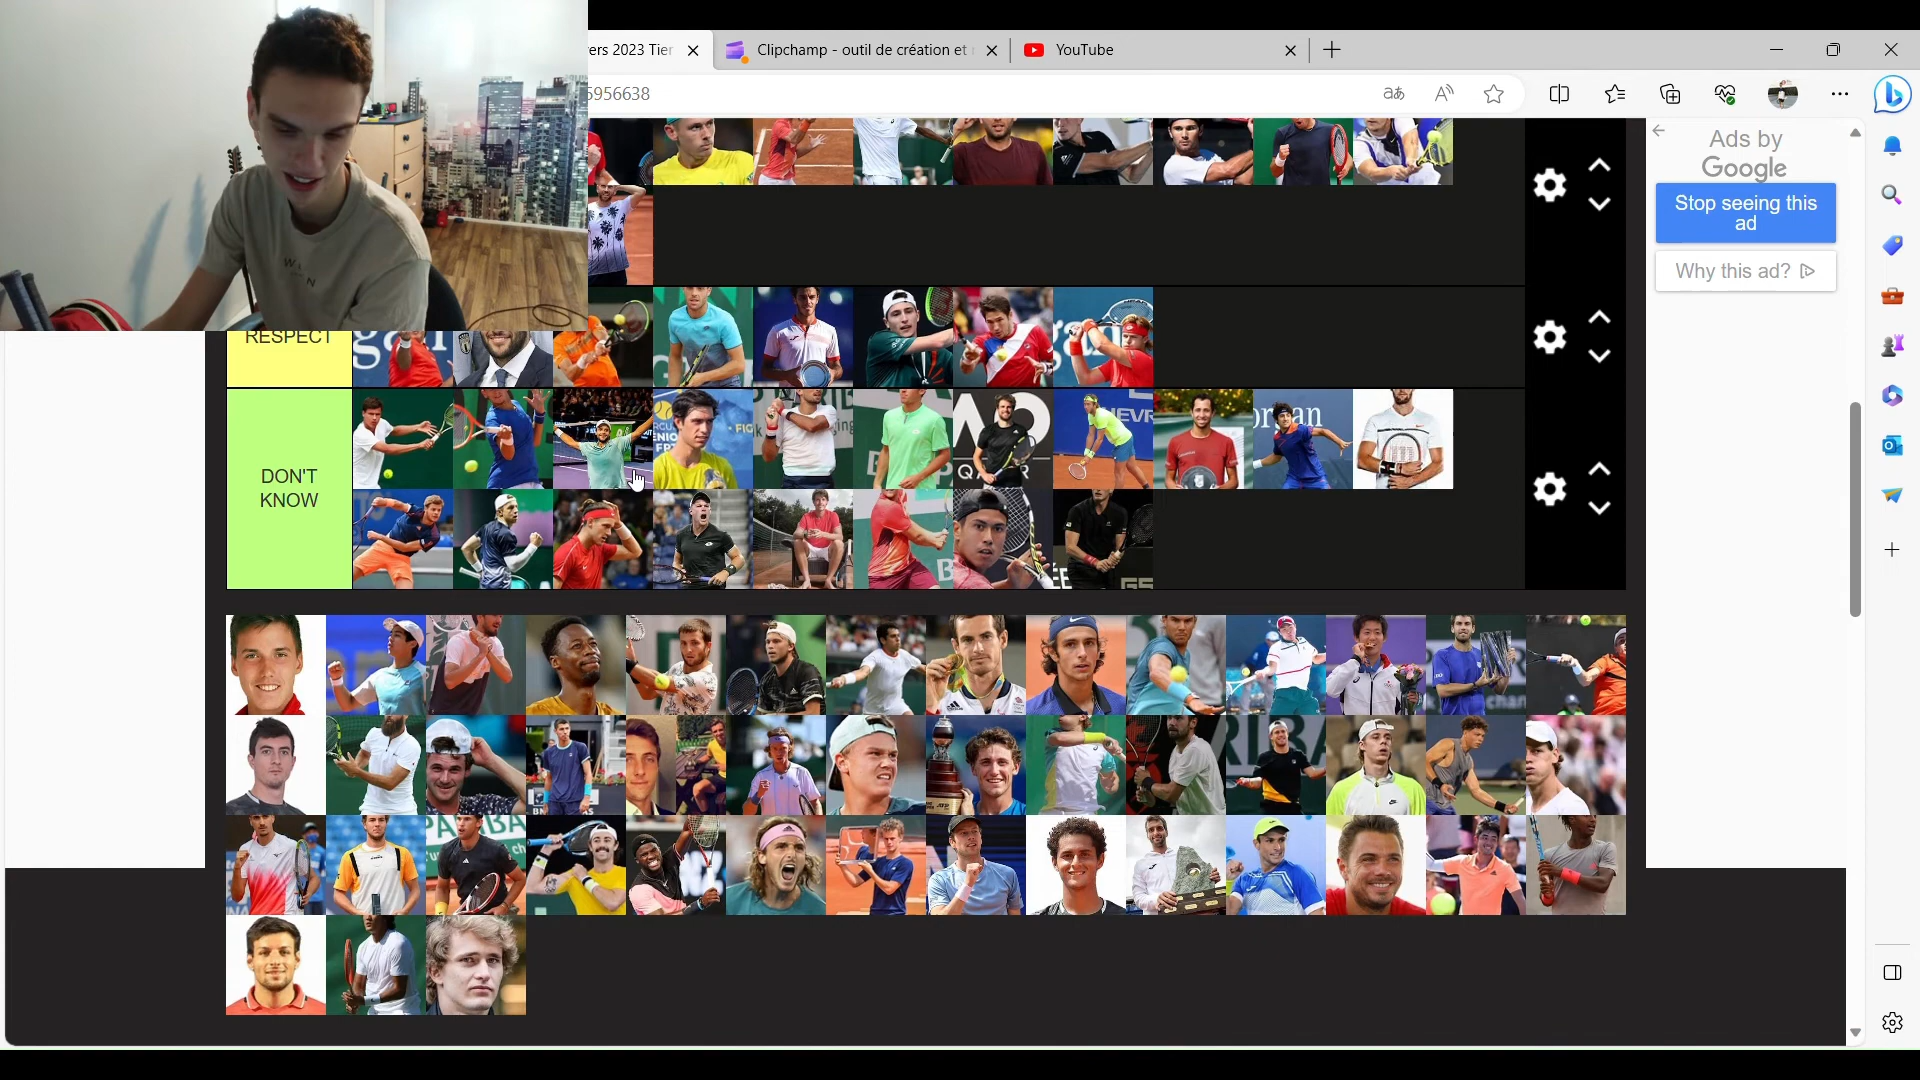 ers 2023 Tier
Clipchamp - outil de création et
YouTube
5956638
Ads by
Google
Stop seeing this
ad
Why this ad?
RESPECT
DON'T
KNOW